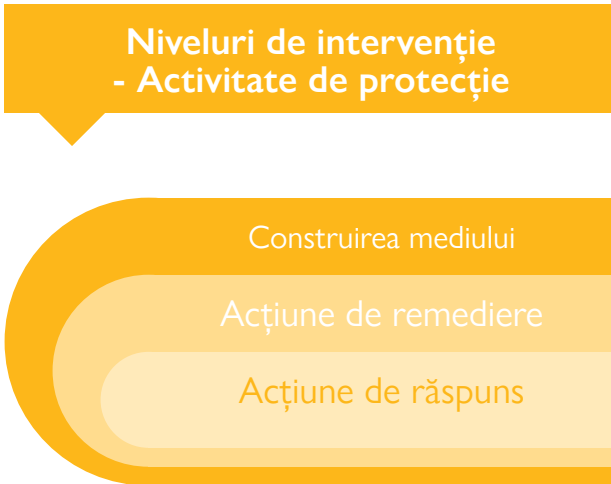 Niveluri de intervenție
- Activitate de protecție
Construirea mediului
Acțiune de remediere
Acțiune de răspuns